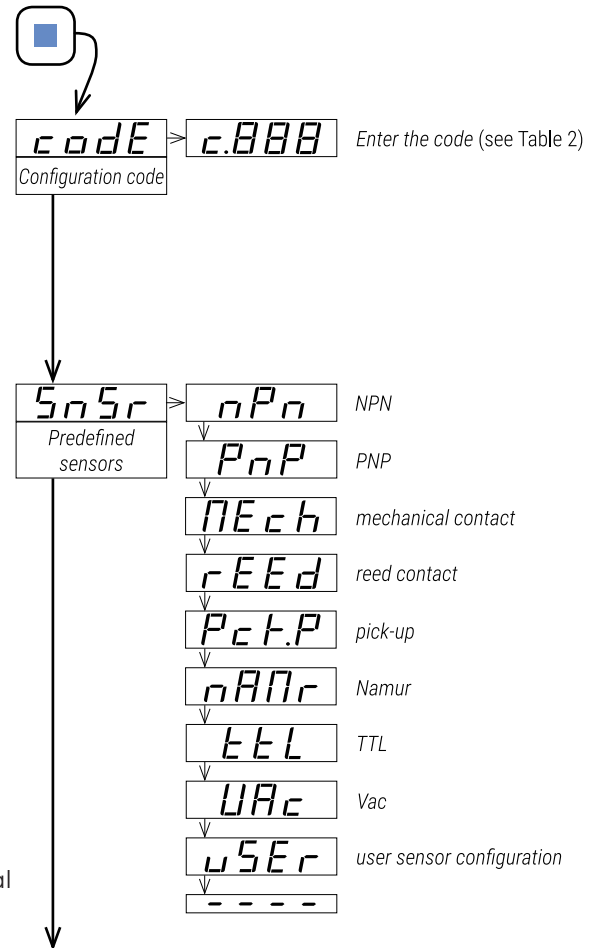 codE c.888 Enter the code (see Table 2)
Configuration code
SnSr nPn NPN
Predefined
sensors
PnP PNP
MEch mechanical contact
rEEd reed contact
Pck.P pick-up
nAMr Namur
ttL TTL
UAc Vac
uSEr user sensor configuration
- - - -
al